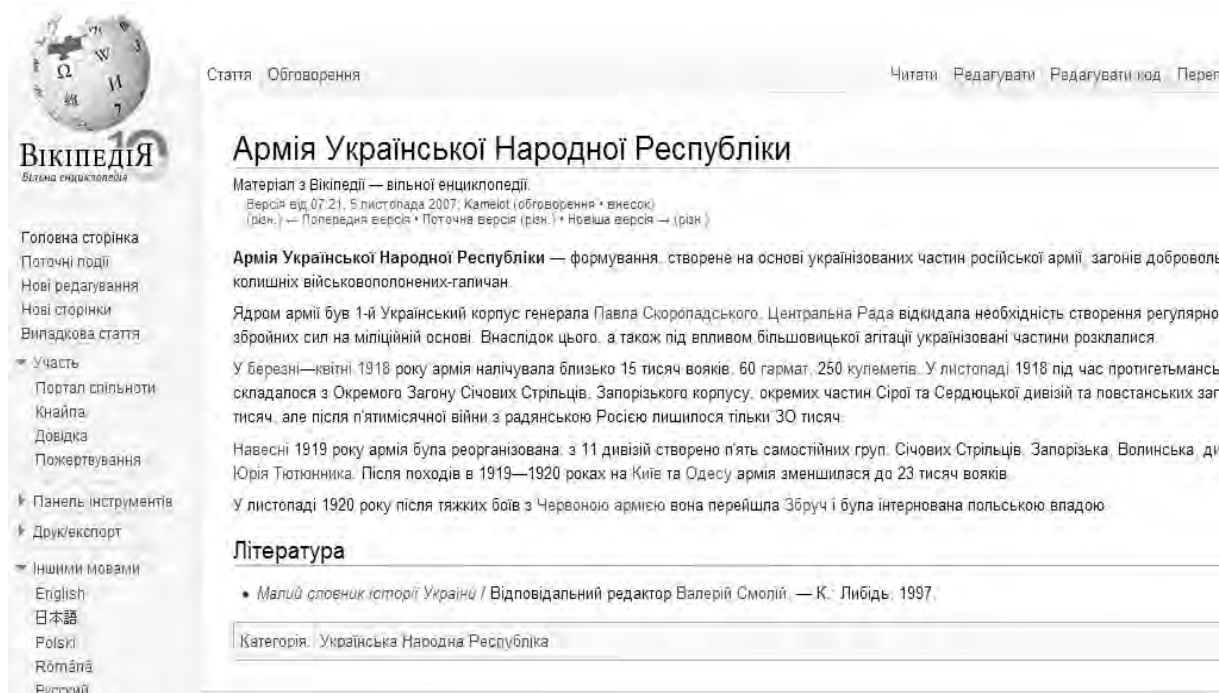 Стаття Обговорення
Читати Редагувати Редагувати код
ВІКІПЕДІЯ
Вільна енциклопедія
Армія Української Народної Республіки
Матеріал з Вікіпедії — вільної енциклопедії.
Версія від 07:21, 5 листопада 2007; Kamelot (обговорення • внесок)
(різн.) ← Попередня версія • Поточна версія (різн.) • Новіша версія → (різн.)
Головна сторінка
Поточні події
Нові редагування
Нові сторінки
Випадкова стаття
Участь
Портал спільноти
Кнайпа
Довідка
Пожертвування
Панель інструментів
Друк/експорт
Іншими мовами
English
日本語
Polski
Română
Русский
Армія Української Народної Республіки — формування, створене на основі українізованих частин російської армії, загонів
колишніх військовополонених-галичан.
Ядром армії був 1-й Український корпус генерала Павла Скоропадського. Центральна Рада відкидала необхідність створення
збройних сил на міліційній основі. Внаслідок цього, а також під впливом більшовицької агітації українізовані частини розклалися.
У березні—квітні 1918 року армія налічувала близько 15 тисяч вояків, 60 гармат, 250 кулеметів. У листопаді 1918 під час
складалося з Окремого Загону Січових Стрільців, Запорізького корпусу, окремих частин Сірої та Сердюцької дивізій та повстанських
тисяч, але після п'ятимісячної війни з радянською Росією лишилося тільки ЗО тисяч.
Навесні 1919 року армія була реорганізована: з 11 дивізій створено п'ять самостійних груп: Січових Стрільців, Запорізька, Волинська,
Юрія Тютюнника. Після походів в 1919—1920 роках на Київ та Одесу армія зменшилася до 23 тисяч вояків.
У листопаді 1920 року після тяжких боїв з Червоною армією вона перейшла Збруч і була інтернована польською владою.
Література
• Малий словник історії України / Відповідальний редактор Валерій Смолій. — К.: Либідь, 1997.
Категорія: Українська Народна Республіка